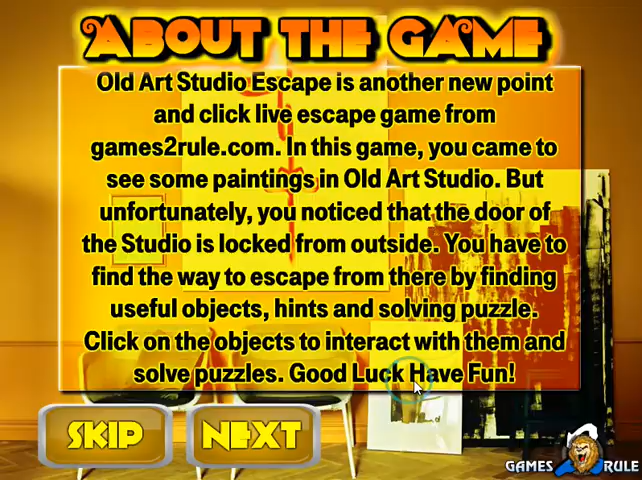 ABOUT THE GAME
Old Art Studio Escape is another new point
and click live escape game from
games2rule.com. In this game, you came to
see some paintings in Old Art Studio. But
unfortunately, you noticed that the door of
the Studio is locked from outside. You have to
find the way to escape from there by finding
useful objects, hints and solving puzzle.
Click on the objects to interact with them and
solve puzzles. Good Luck Have Fun!
SKIP NEXT
GAMES 2 RULE